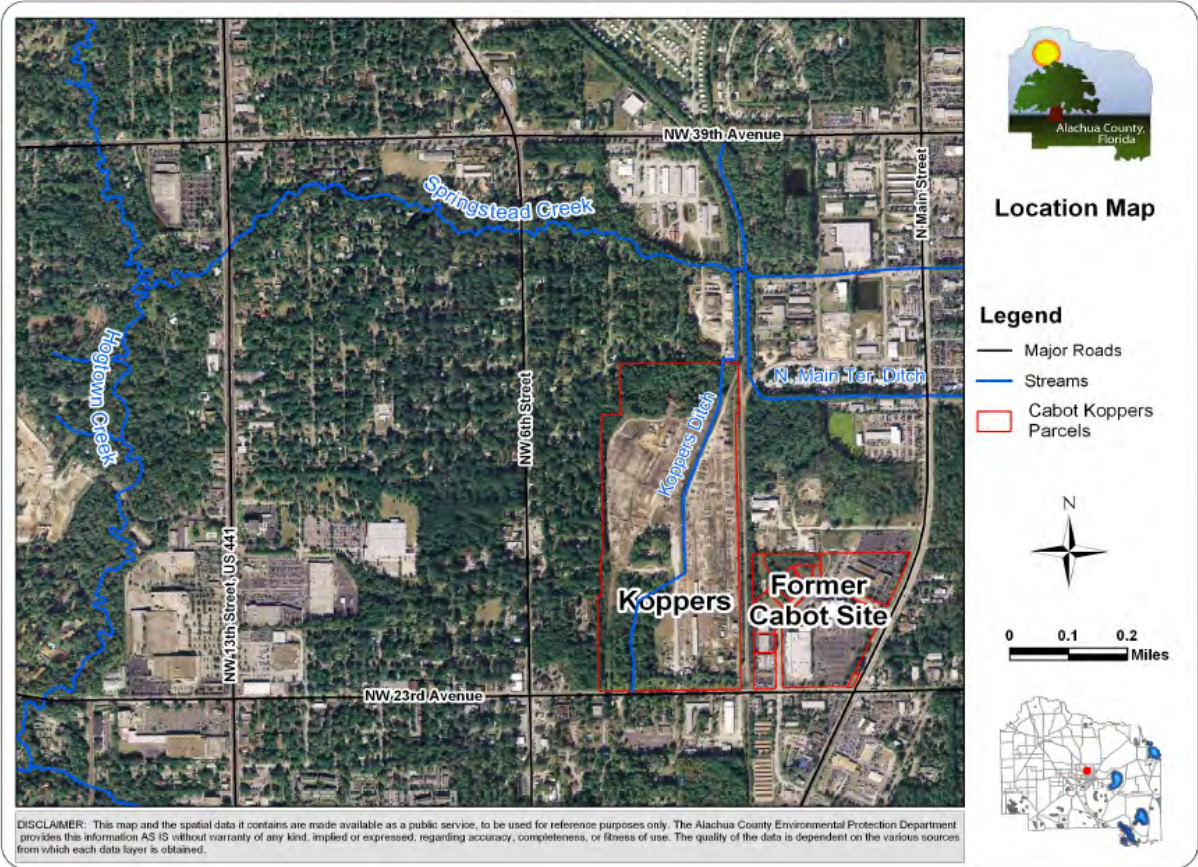 NW 39th Avenue
Springstead Creek
N Main Street
Hogtown Creek
N. Main Ter. Ditch
NW 6th Street
Koppers Ditch
NW 13th Street, US 441
Koppers
Former
Cabot Site
NW 23rd Avenue
Alachua County,
Florida
Location Map
Legend
Major Roads
Streams
Cabot Koppers
Parcels
N
0 0.1 0.2
Miles
DISCLAIMER: This map and the spatial data it contains are made available as a public service, to be used for reference purposes only. The Alachua County Environmental Protection Department
provides this information AS IS without warranty of any kind, implied or expressed, regarding accuracy, completeness, or fitness of use. The quality of the data is dependent on the various sources
from which each data layer is obtained.